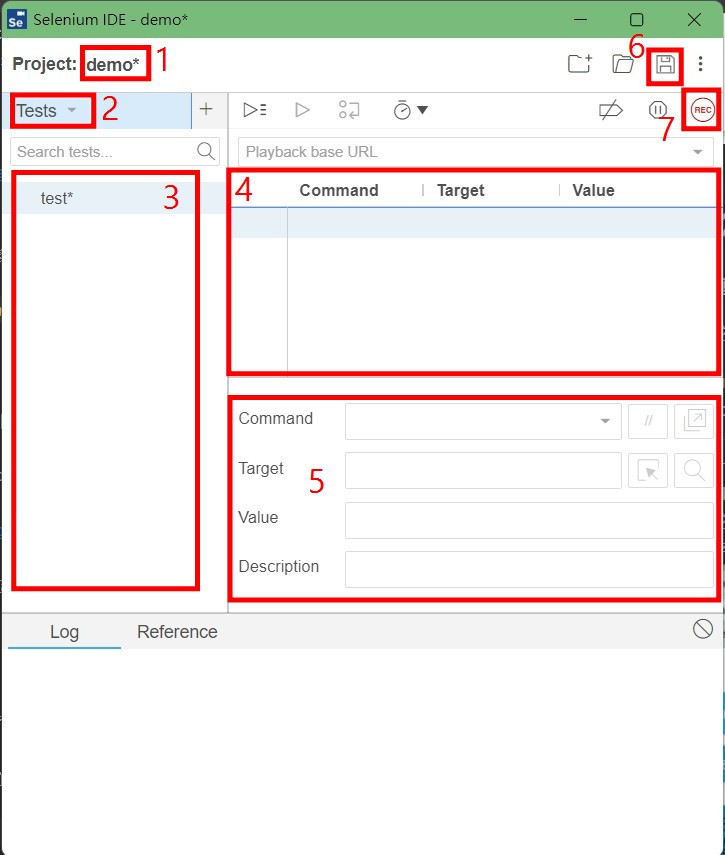 Se Selenium IDE - demo*
Project: demo* 1
6
Tests 2
REC
7
Search tests...
Playback base URL
test* 3
4 Command Target Value
Command //
Target
5
Value
Description
Log Reference